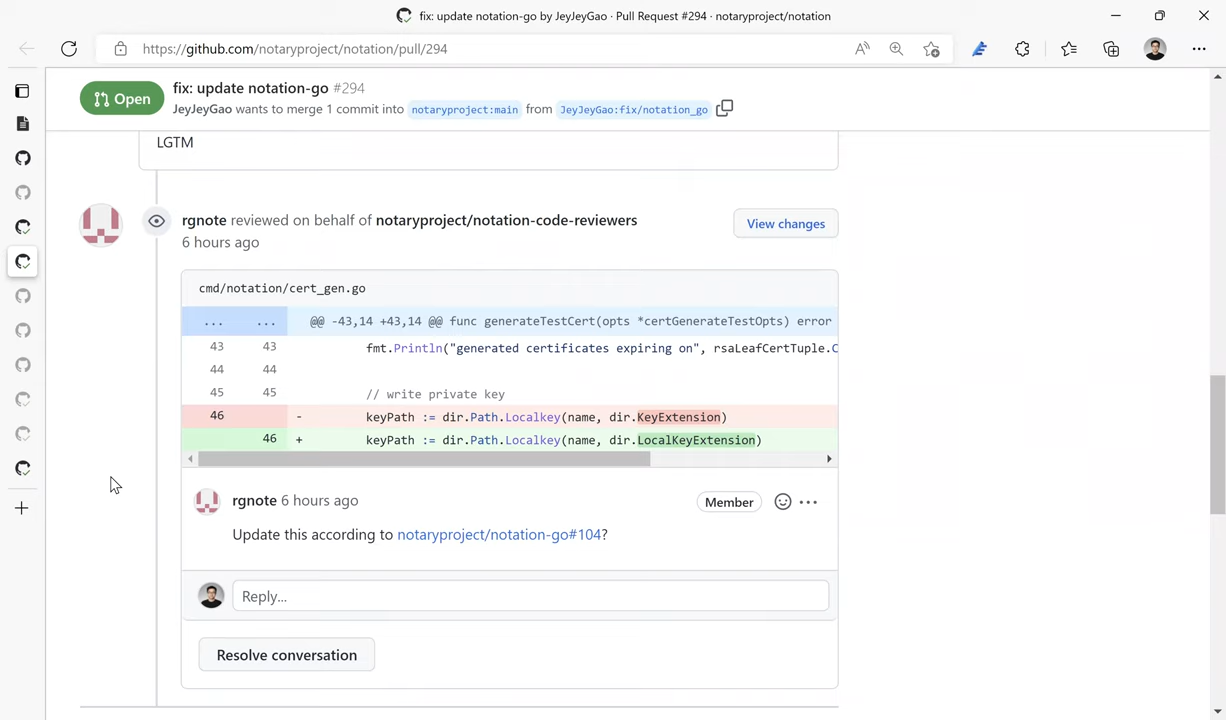 fix: update notation-go by JeyJeyGao · Pull Request #294 · notaryproject/notation
https://github.com/notaryproject/notation/pull/294
Open
fix: update notation-go #294
JeyJeyGao wants to merge 1 commit into notaryproject:main from JeyJeyGao:fix/notation_go
LGTM
rgnote reviewed on behalf of notaryproject/notation-code-reviewers
6 hours ago
View changes
cmd/notation/cert_gen.go
... ... @@ -43,14 +43,14 @@ func generateTestCert(opts *certGenerateTestOpts) error
43 43 fmt.Println("generated certificates expiring on", rsaLeafCertTuple.C
44 44
45 45 // write private key
46 - keyPath := dir.Path.Localkey(name, dir.KeyExtension)
46 + keyPath := dir.Path.Localkey(name, dir.LocalKeyExtension)
rgnote 6 hours ago
Member
Update this according to notaryproject/notation-go#104?
Reply...
Resolve conversation